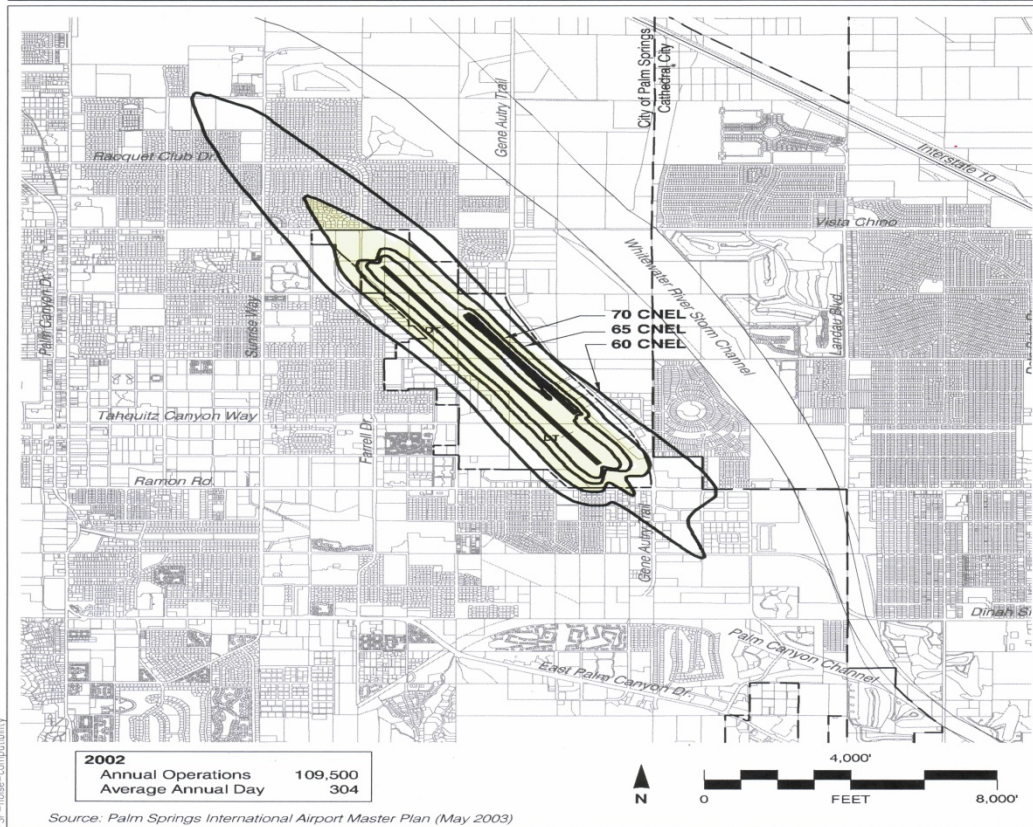 City of Palm Springs
Cathedral City
Gene Autry Trail
Interstate 10
Racquet Club Dr.
Vista Chino
Whitewater River Storm Channel
Palm Canyon Dr.
Sunrise Way
Landau Blvd.
70 CNEL
65 CNEL
60 CNEL
Tahquitz Canyon Way
Farrell Dr.
LT
Ramon Rd.
Gene Autry Trail
Dinah S
Palm Canyon Channel
East Palm Canyon Dr.
2002
Annual Operations 109,500
Average Annual Day 304
N
4,000'
0 FEET 8,000'
Source: Palm Springs International Airport Master Plan (May 2003)